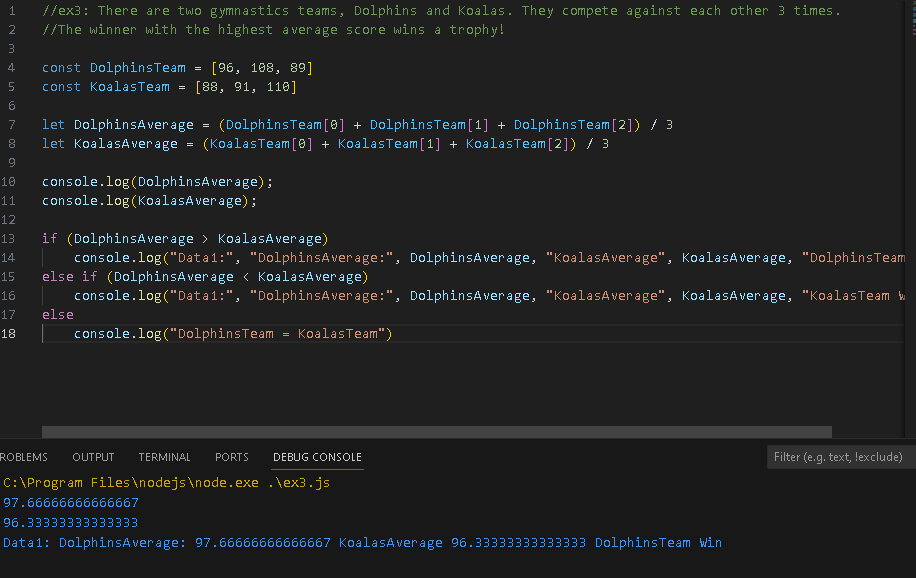 1 //ex3: There are two gymnastics teams, Dolphins and Koalas. They compete against each other 3 times.
2 //The winner with the highest average score wins a trophy!
3
4 const DolphinsTeam = [96, 108, 89]
5 const KoalasTeam = [88, 91, 110]
6
7 let DolphinsAverage = (DolphinsTeam[0] + DolphinsTeam[1] + DolphinsTeam[2]) / 3
8 let KoalasAverage = (KoalasTeam[0] + KoalasTeam[1] + KoalasTeam[2]) / 3
9
10 console.log(DolphinsAverage);
11 console.log(KoalasAverage);
12
13 if (DolphinsAverage > KoalasAverage)
14 console.log("Data1:", "DolphinsAverage:", DolphinsAverage, "KoalasAverage", KoalasAverage, "DolphinsTeam
15 else if (DolphinsAverage < KoalasAverage)
16 console.log("Data1:", "DolphinsAverage:", DolphinsAverage, "KoalasAverage", KoalasAverage, "KoalasTeam
17 else
18 console.log("DolphinsTeam = KoalasTeam")
ROBLEMS OUTPUT TERMINAL PORTS DEBUG CONSOLE Filter (e.g. text, !exclude)
C:\Program Files\nodejs\node.exe .\ex3.js
97.66666666666667
96.33333333333333
Data1: DolphinsAverage: 97.66666666666667 KoalasAverage 96.33333333333333 DolphinsTeam Win